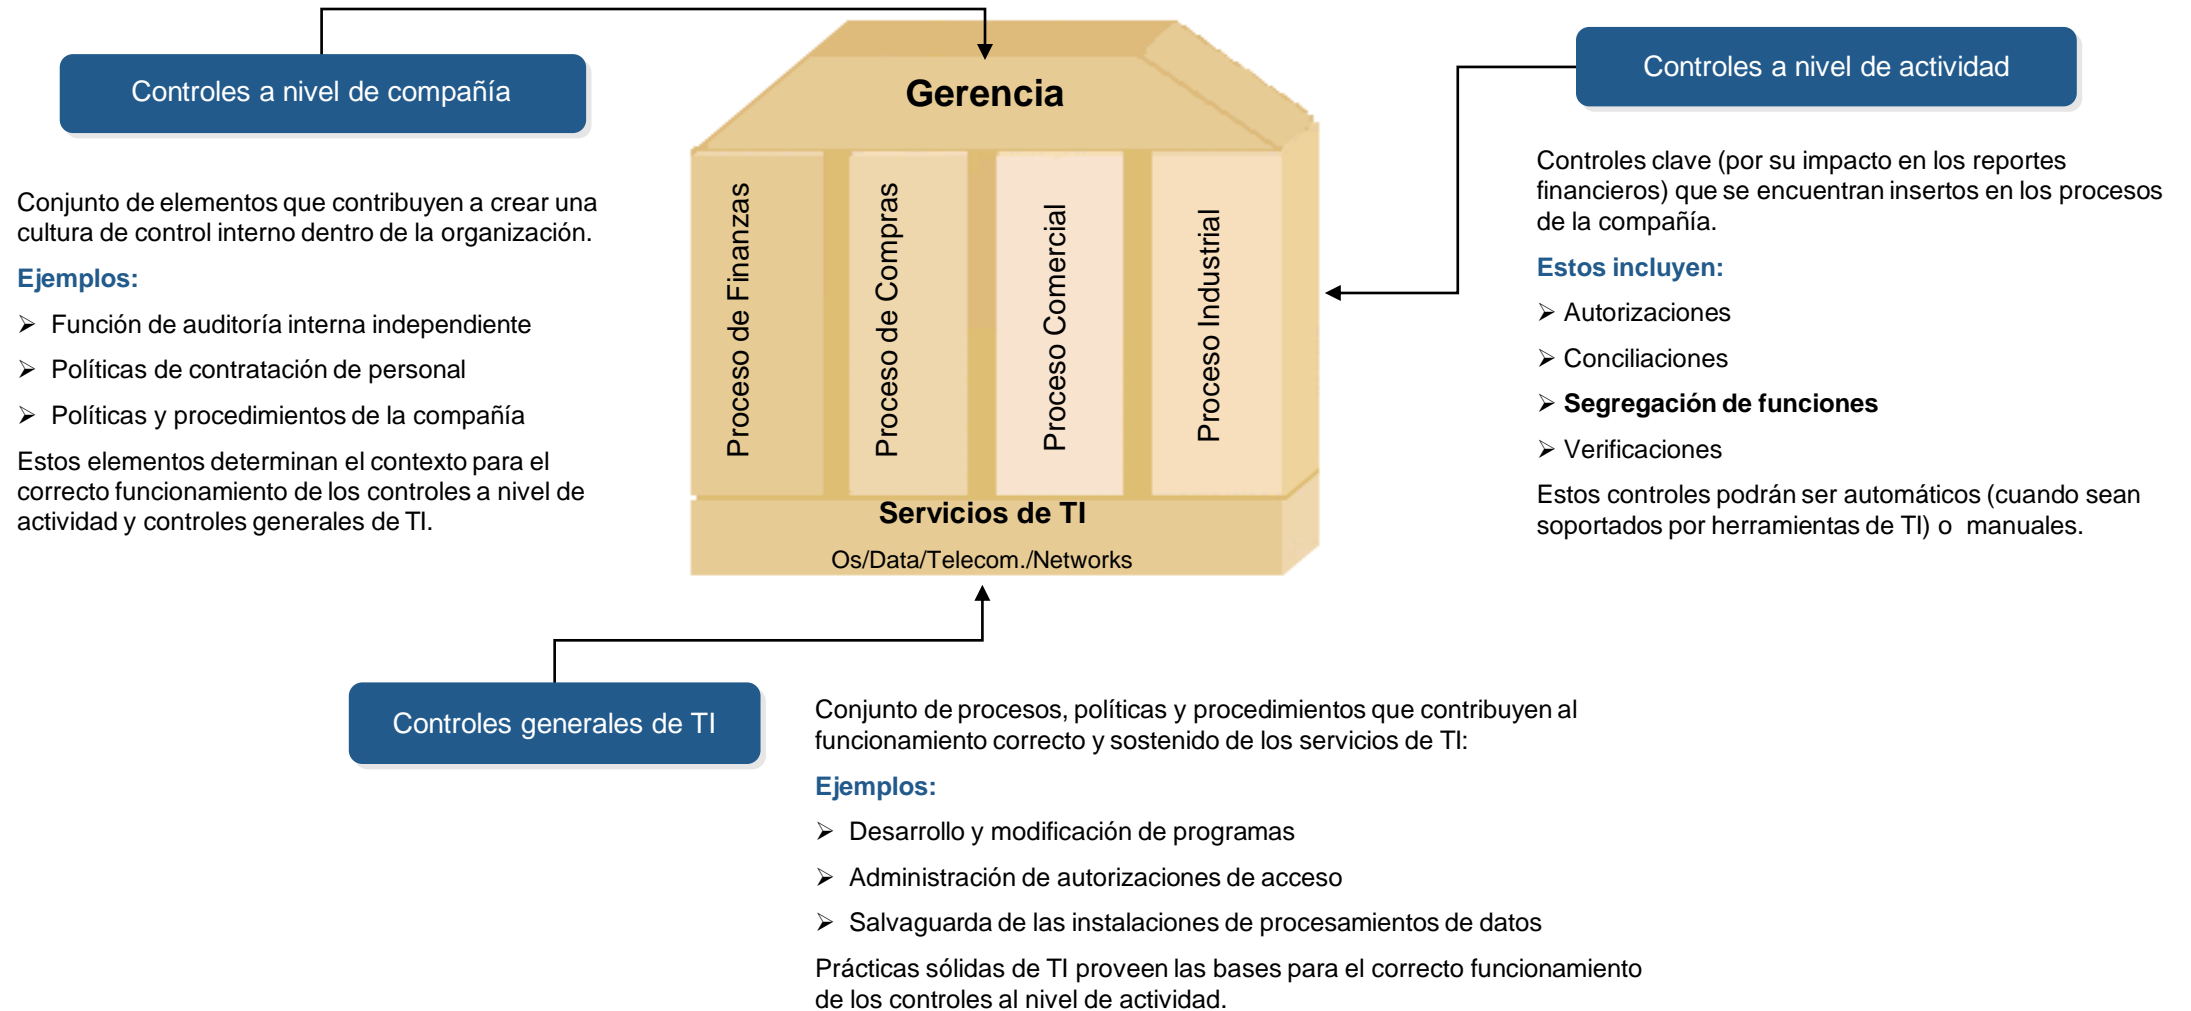 Controles a nivel de compañía
Conjunto de elementos que contribuyen a crear una
cultura de control interno dentro de la organización.
Ejemplos:
➢ Función de auditoría interna independiente
➢ Políticas de contratación de personal
➢ Políticas y procedimientos de la compañía
Estos elementos determinan el contexto para el
correcto funcionamiento de los controles a nivel de
actividad y controles generales de TI.
Gerencia
Proceso de Finanzas
Proceso de Compras
Proceso Comercial
Proceso Industrial
Servicios de TI
Os/Data/Telecom./Networks
Controles a nivel de actividad
Controles clave (por su impacto en los reportes
financieros) que se encuentran insertos en los procesos
de la compañía.
Estos incluyen:
➢ Autorizaciones
➢ Conciliaciones
➢ Segregación de funciones
➢ Verificaciones
Estos controles podrán ser automáticos (cuando sean
soportados por herramientas de TI) o  manuales.
Controles generales de TI
Conjunto de procesos, políticas y procedimientos que contribuyen al
funcionamiento correcto y sostenido de los servicios de TI:
Ejemplos:
➢ Desarrollo y modificación de programas
➢ Administración de autorizaciones de acceso
➢ Salvaguarda de las instalaciones de procesamientos de datos
Prácticas sólidas de TI proveen las bases para el correcto funcionamiento
de los controles al nivel de actividad.